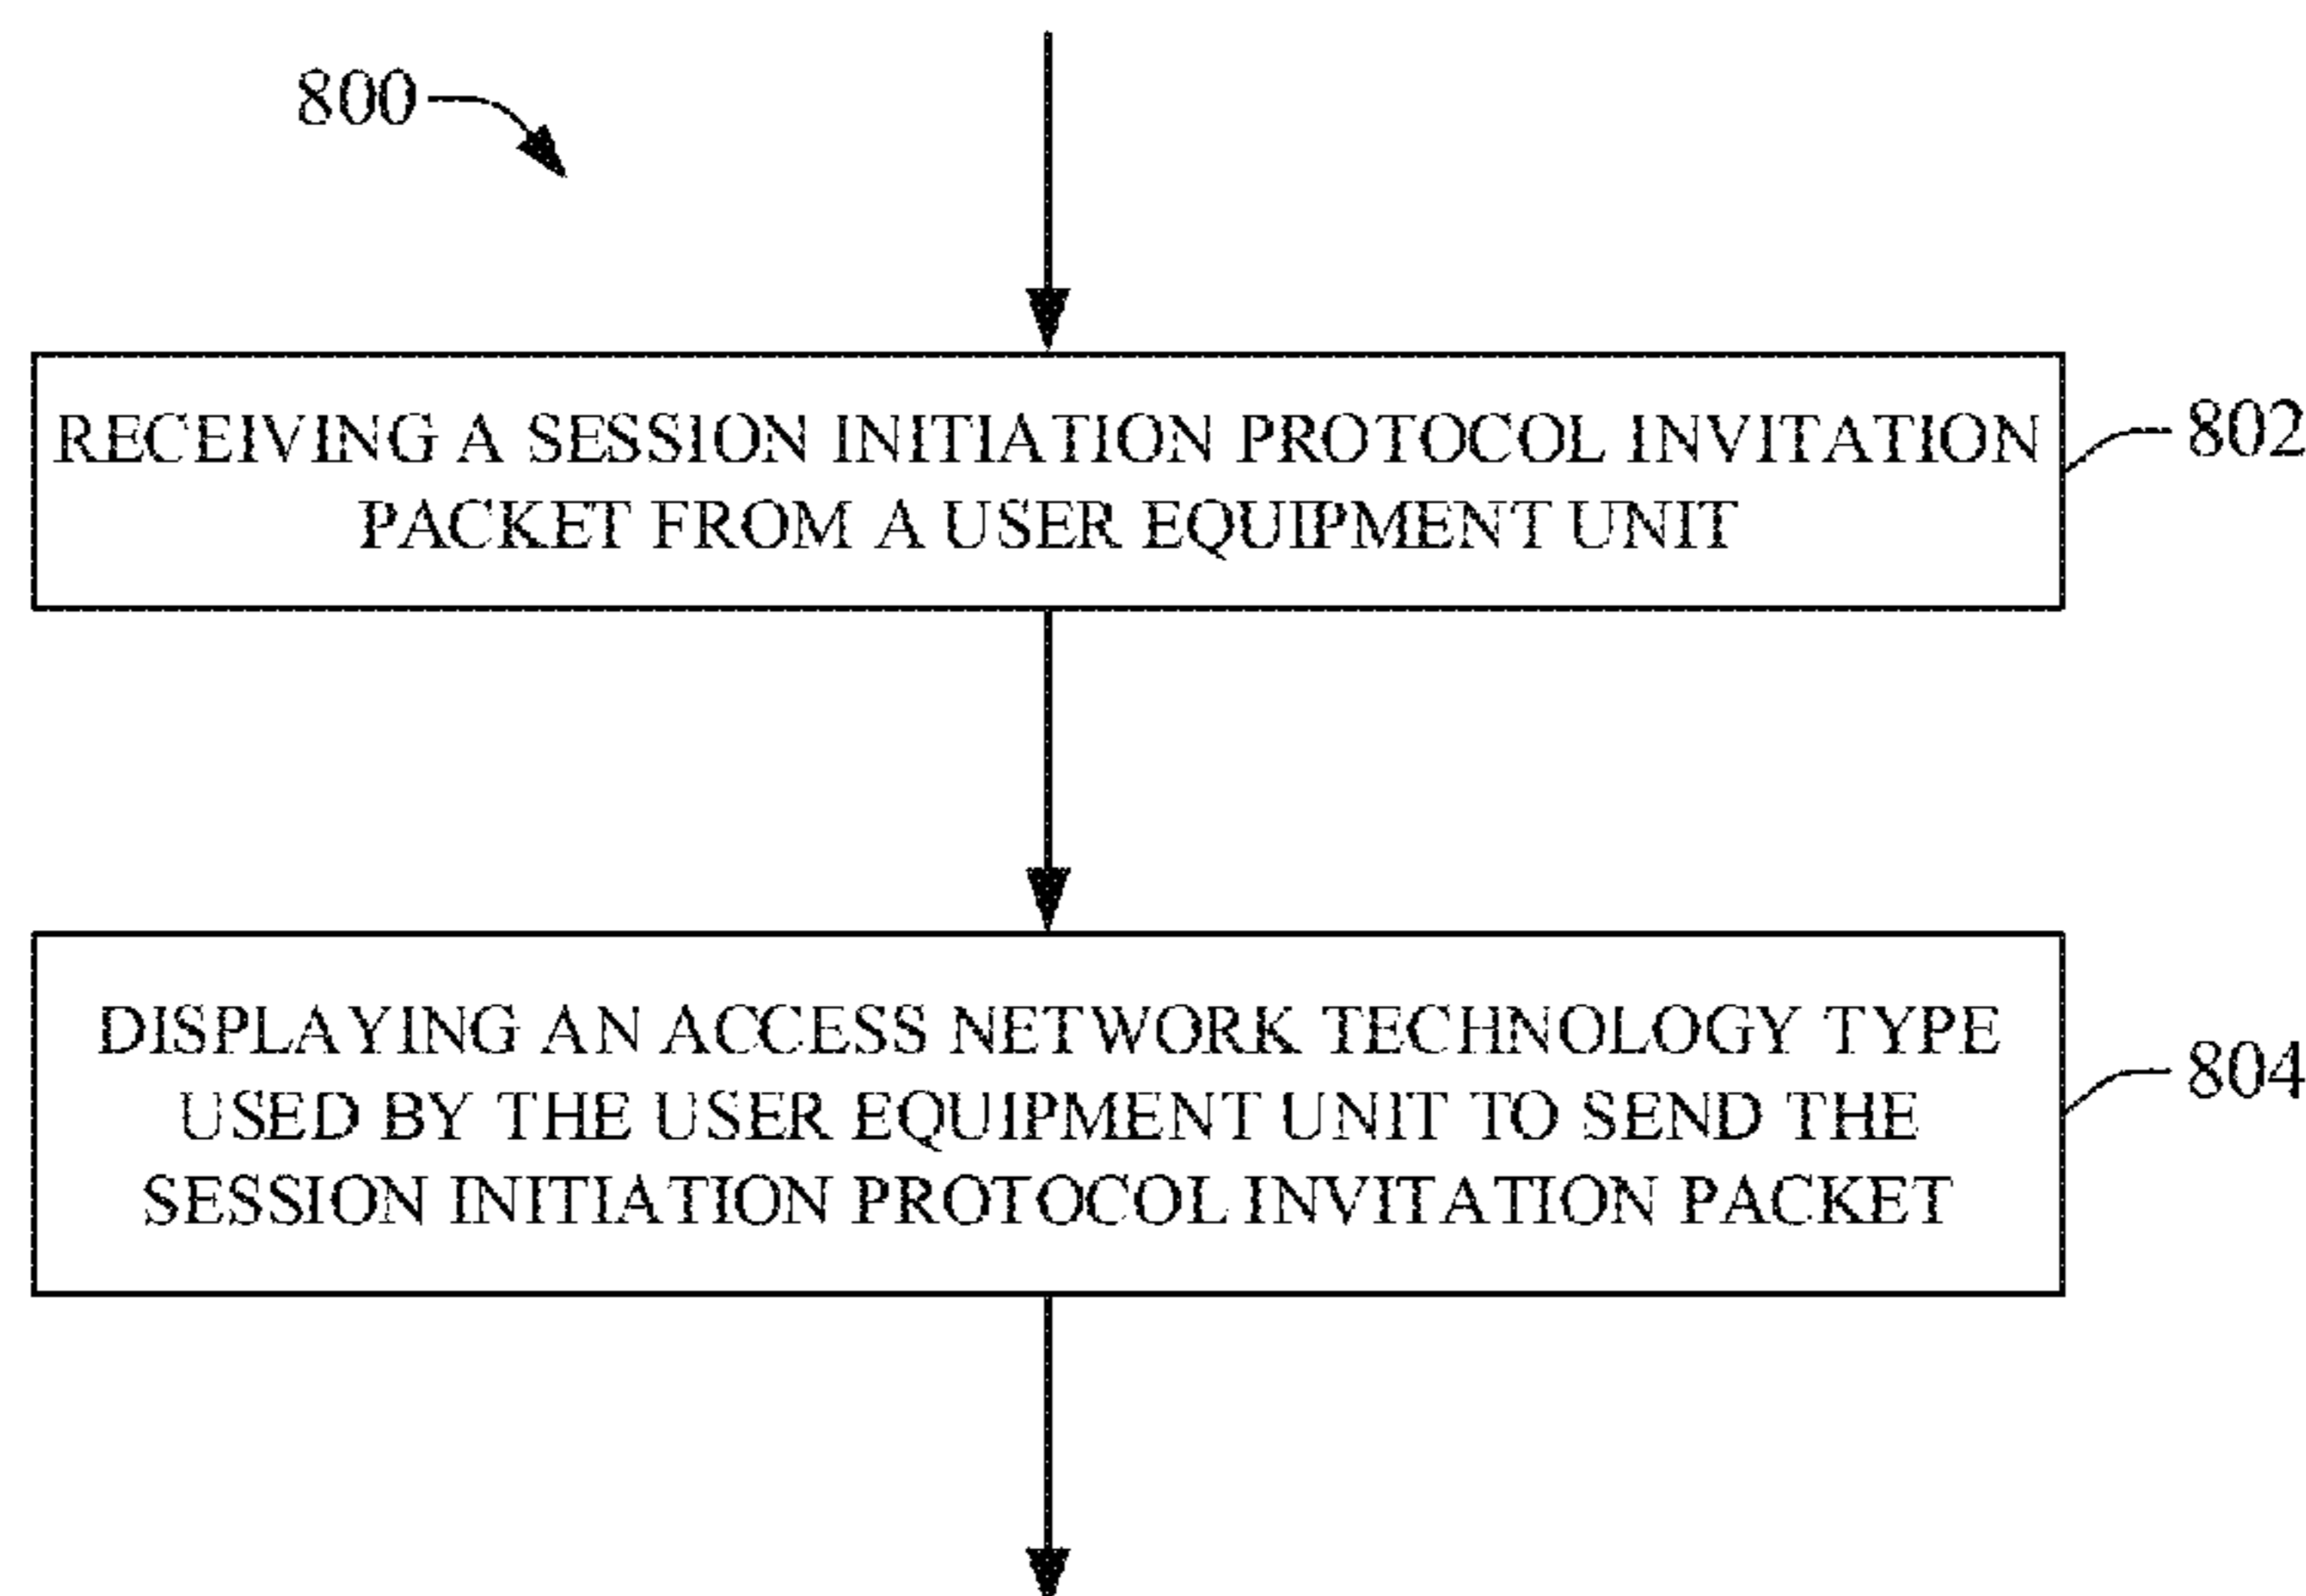 800
RECEIVING A SESSION INITIATION PROTOCOL INVITATION
PACKET FROM A USER EQUIPMENT UNIT
802
DISPLAYING AN ACCESS NETWORK TECHNOLOGY TYPE
USED BY THE USER EQUIPMENT UNIT TO SEND THE
SESSION INITIATION PROTOCOL INVITATION PACKET
804